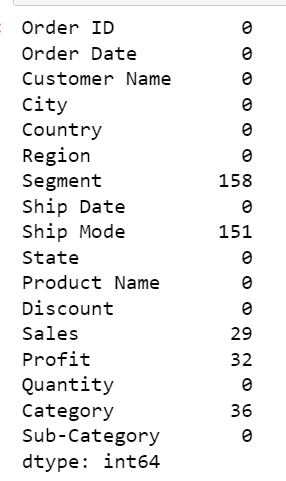 Order ID 0
Order Date 0
Customer Name 0
City 0
Country 0
Region 0
Segment 158
Ship Date 0
Ship Mode 151
State 0
Product Name 0
Discount 0
Sales 29
Profit 32
Quantity 0
Category 36
Sub-Category 0
dtype: int64